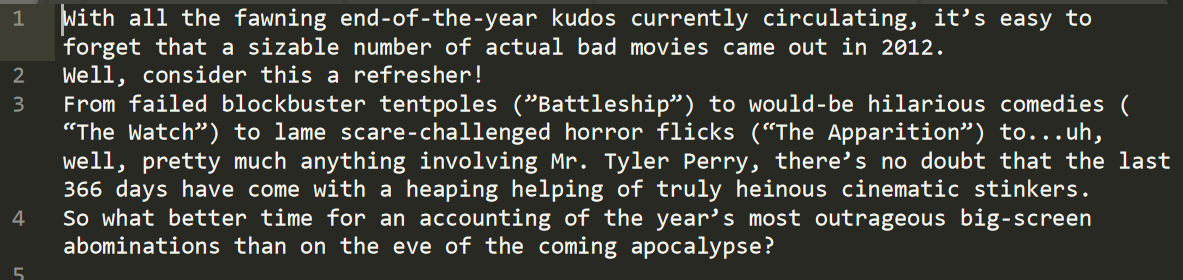 1 With all the fawning end-of-the-year kudos currently circulating, it’s easy to
forget that a sizable number of actual bad movies came out in 2012.
2 Well, consider this a refresher!
3 From failed blockbuster tentpoles (”Battleship”) to would-be hilarious comedies (
“The Watch”) to lame scare-challenged horror flicks (“The Apparition”) to...uh,
well, pretty much anything involving Mr. Tyler Perry, there’s no doubt that the last
366 days have come with a heaping helping of truly heinous cinematic stinkers.
4 So what better time for an accounting of the year’s most outrageous big-screen
abominations than on the eve of the coming apocalypse?
5